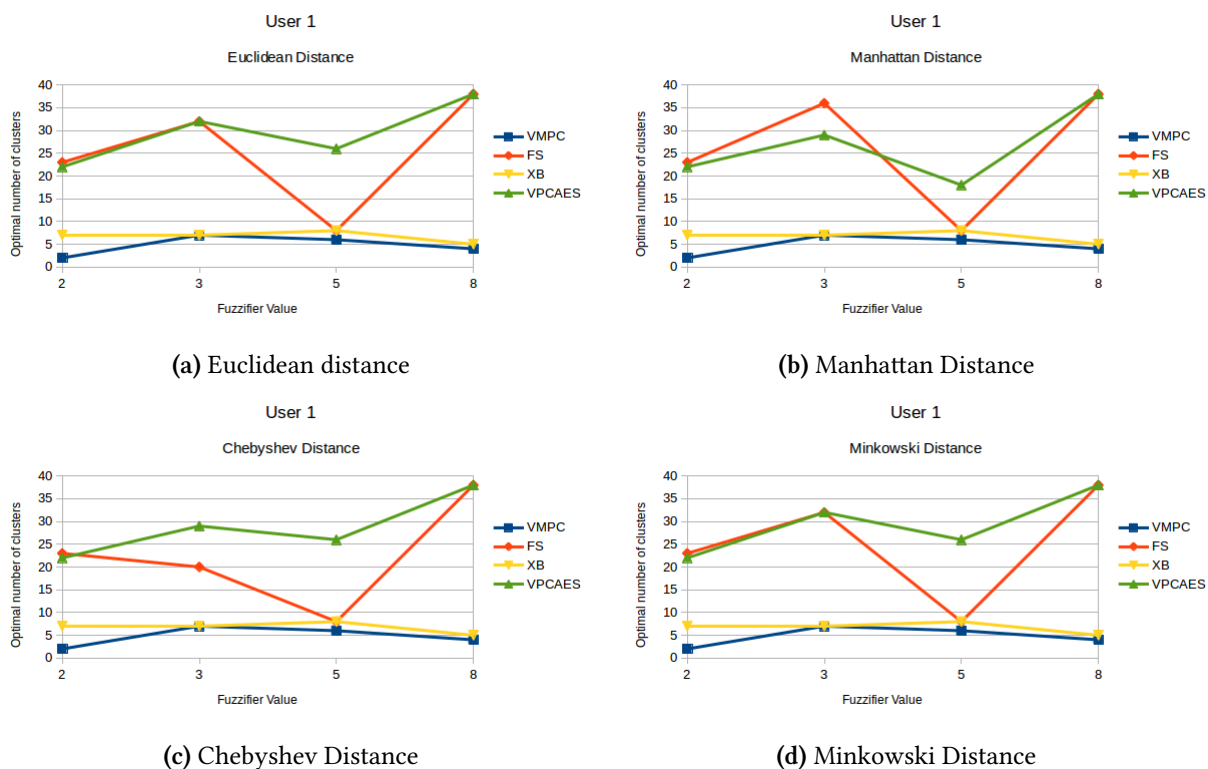 User 1
Euclidean Distance
Optimal number of clusters
40
35
30
25
20
15
10
5
0
2 3 5 8
Fuzzifier Value
VMPC
FS
XB
VPCAES
(a) Euclidean distance
User 1
Manhattan Distance
Optimal number of clusters
40
35
30
25
20
15
10
5
0
2 3 5 8
Fuzzifier Value
VMPC
FS
XB
VPCAES
(b) Manhattan Distance
User 1
Chebyshev Distance
Optimal number of clusters
40
35
30
25
20
15
10
5
0
2 3 5 8
Fuzzifier Value
VMPC
FS
XB
VPCAES
(c) Chebyshev Distance
User 1
Minkowski Distance
Optimal number of clusters
40
35
30
25
20
15
10
5
0
2 3 5 8
Fuzzifier Value
VMPC
FS
XB
VPCAES
(d) Minkowski Distance